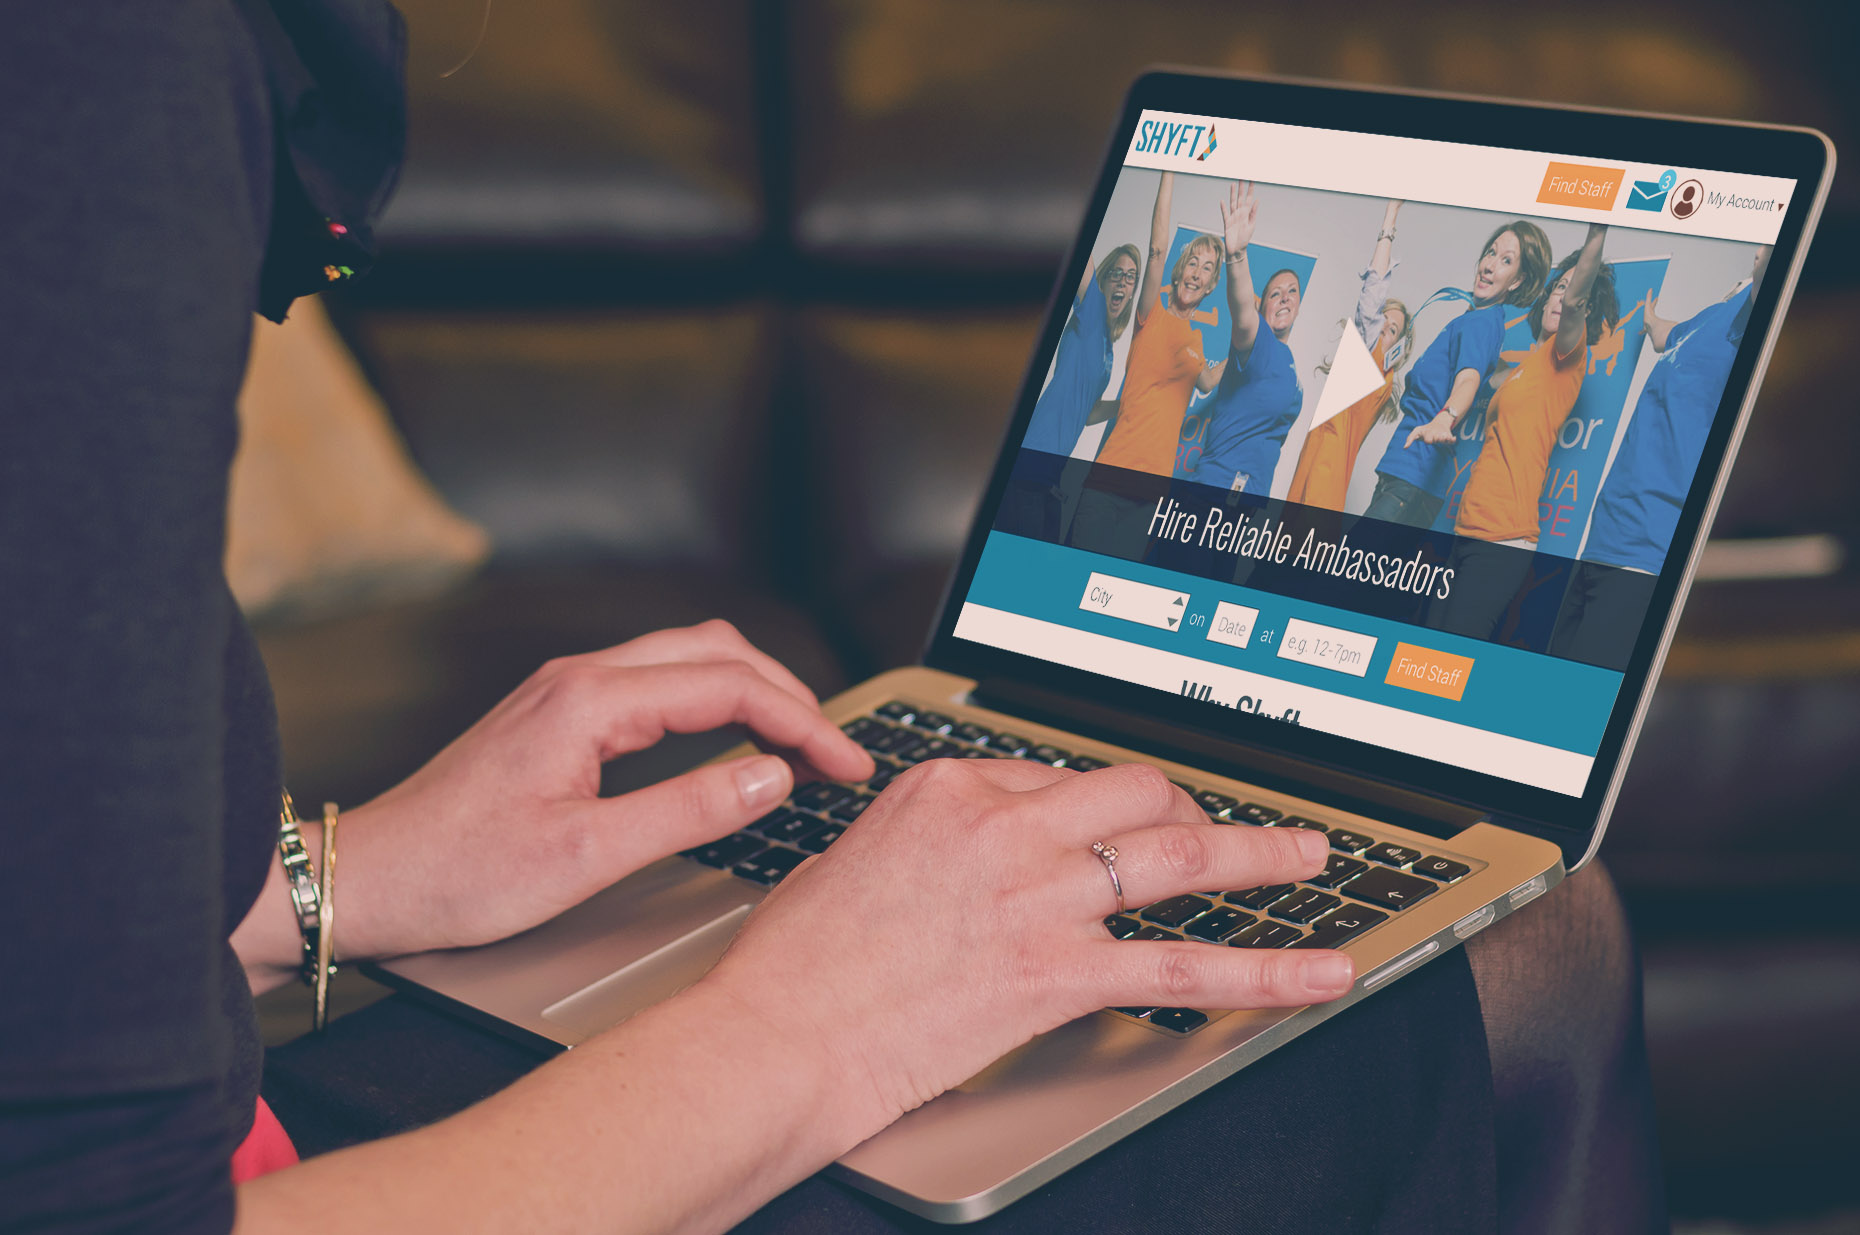 SHYFT
Find Staff
3
My Account
Hire Reliable Ambassadors
City
on
Date
at
e.g. 12-7pm
Find Staff
Why Shyft